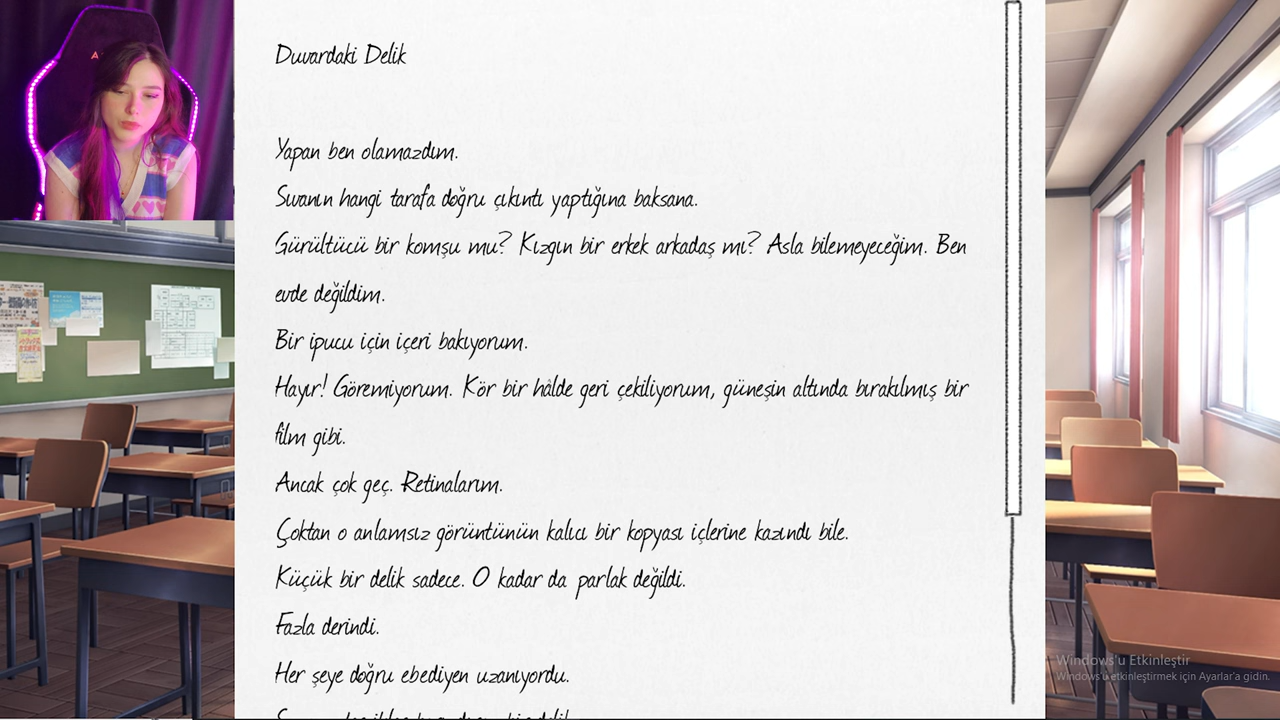 Duvardaki Delik
Yapan ben olamazdım.
Sıvanın hangi tarafa doğru çıkıntı yaptığına baksana.
Gürültücü bir komşu mu? Kızgın bir erkek arkadaş mı? Asla bilemeyeceğim. Ben
evde değildim.
Bir ipucu için içeri bakıyorum.
Hayır! Göremiyorum. Kör bir hâlde geri çekiliyorum, güneşin altında bırakılmış bir
film gibi.
Ancak çok geç. Retinalarım.
Çoktan o anlamsız görüntünün kalıcı bir kopyası içlerine kazındı bile.
Küçük bir delik sadece. O kadar da parlak değildi.
Fazla derindi.
Her şeye doğru ebediyen uzanıyordu.
Windows'u Etkinleştir
Windows'u etkinleştirmek için Ayarlar'a gidin.